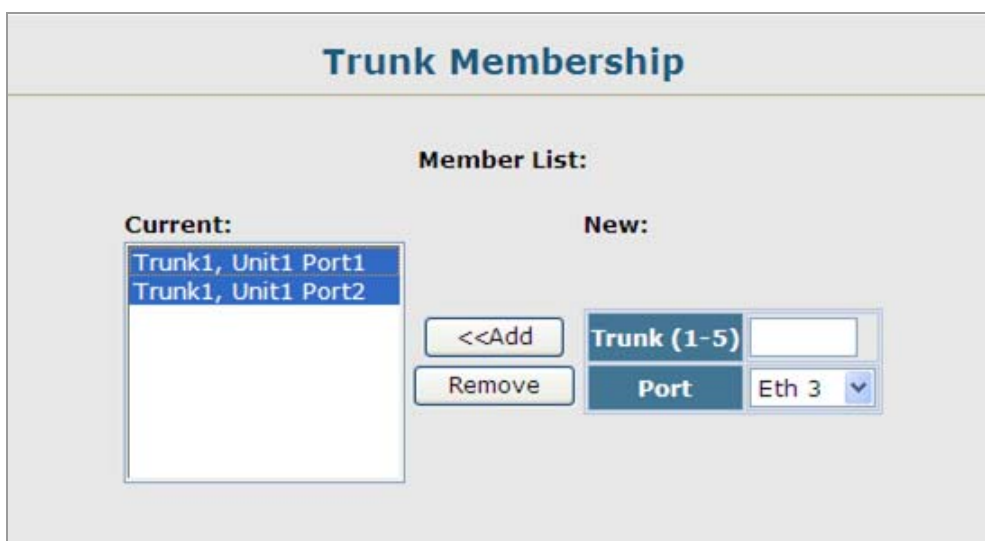 Trunk Membership
Member List:
Current:
New:
Trunk1, Unit1 Port1
Trunk1, Unit1 Port2
<<Add
Trunk (1-5)
Remove
Port
Eth 3